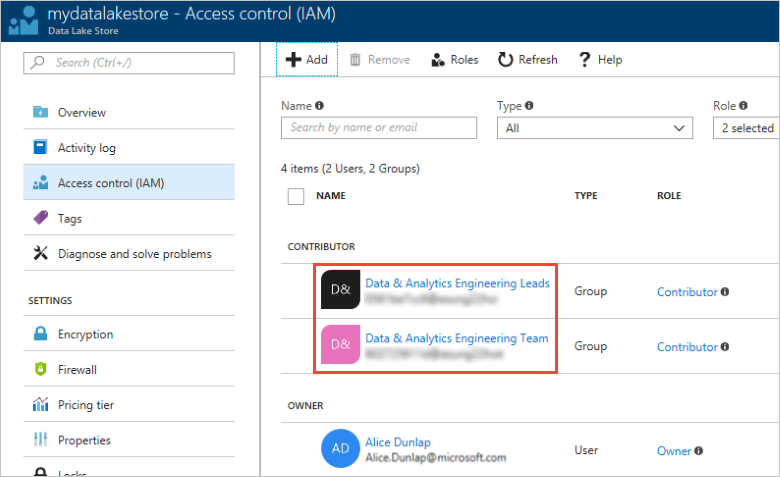 mydatalakestore - Access control (IAM)
Data Lake Store
Search (Ctrl+/)
Overview
Activity log
Access control (IAM)
Tags
Diagnose and solve problems
SETTINGS
Encryption
Firewall
Pricing tier
Properties
Locks
Add
Remove
Roles
Refresh
Help
Name
Type
Role
Search by name or email
All
2 selected
4 items (2 Users, 2 Groups)
NAME
TYPE
ROLE
CONTRIBUTOR
D&
Data & Analytics Engineering Leads
Group
Contributor
D&
Data & Analytics Engineering Team
Group
Contributor
OWNER
AD
Alice Dunlap
Alice.Dunlap@microsoft.com
User
Owner